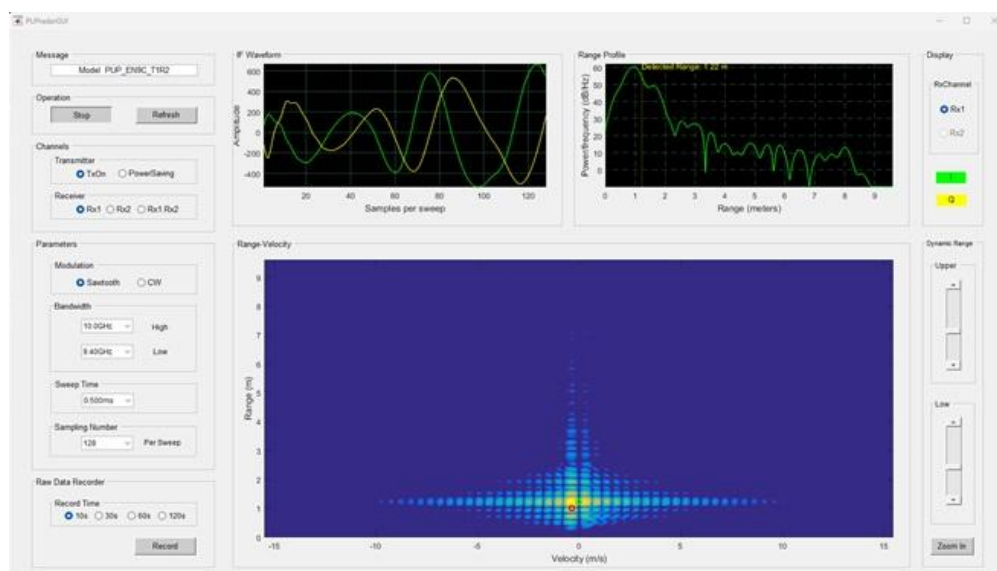 PUPradarGUI
Message
Model PUP_EN9C_T1R2
Operation
Stop Refresh
Channels
Transmitter
TxOn PowerSaving
Receiver
Rx1 Rx2 Rx1 Rx2
Parameters
Modulation
Sawtooth CW
Bandwidth
10.0GHz High
9.40GHz Low
Sweep Time
0.500ms
Sampling Number
128 Per Sweep
Raw Data Recorder
Record Time
10s 30s 60s 120s
Record
IF Waveform
Amplitude
600
400
200
0
-200
-400
20 40 60 80 100 120
Samples per sweep
Range Profile
Detected Range: 1.22 m
Power/frequency (dB/Hz)
60
50
40
30
20
10
0
0 1 2 3 4 5 6 7 8 9
Range (meters)
Range-Velocity
Range (m)
9
8
7
6
5
4
3
2
1
0
-15 -10 -5 0 5 10 15
Velocity (m/s)
Display
RxChannel
Rx1
Rx2
Q
Dynamic Range
Upper
Low
Zoom In